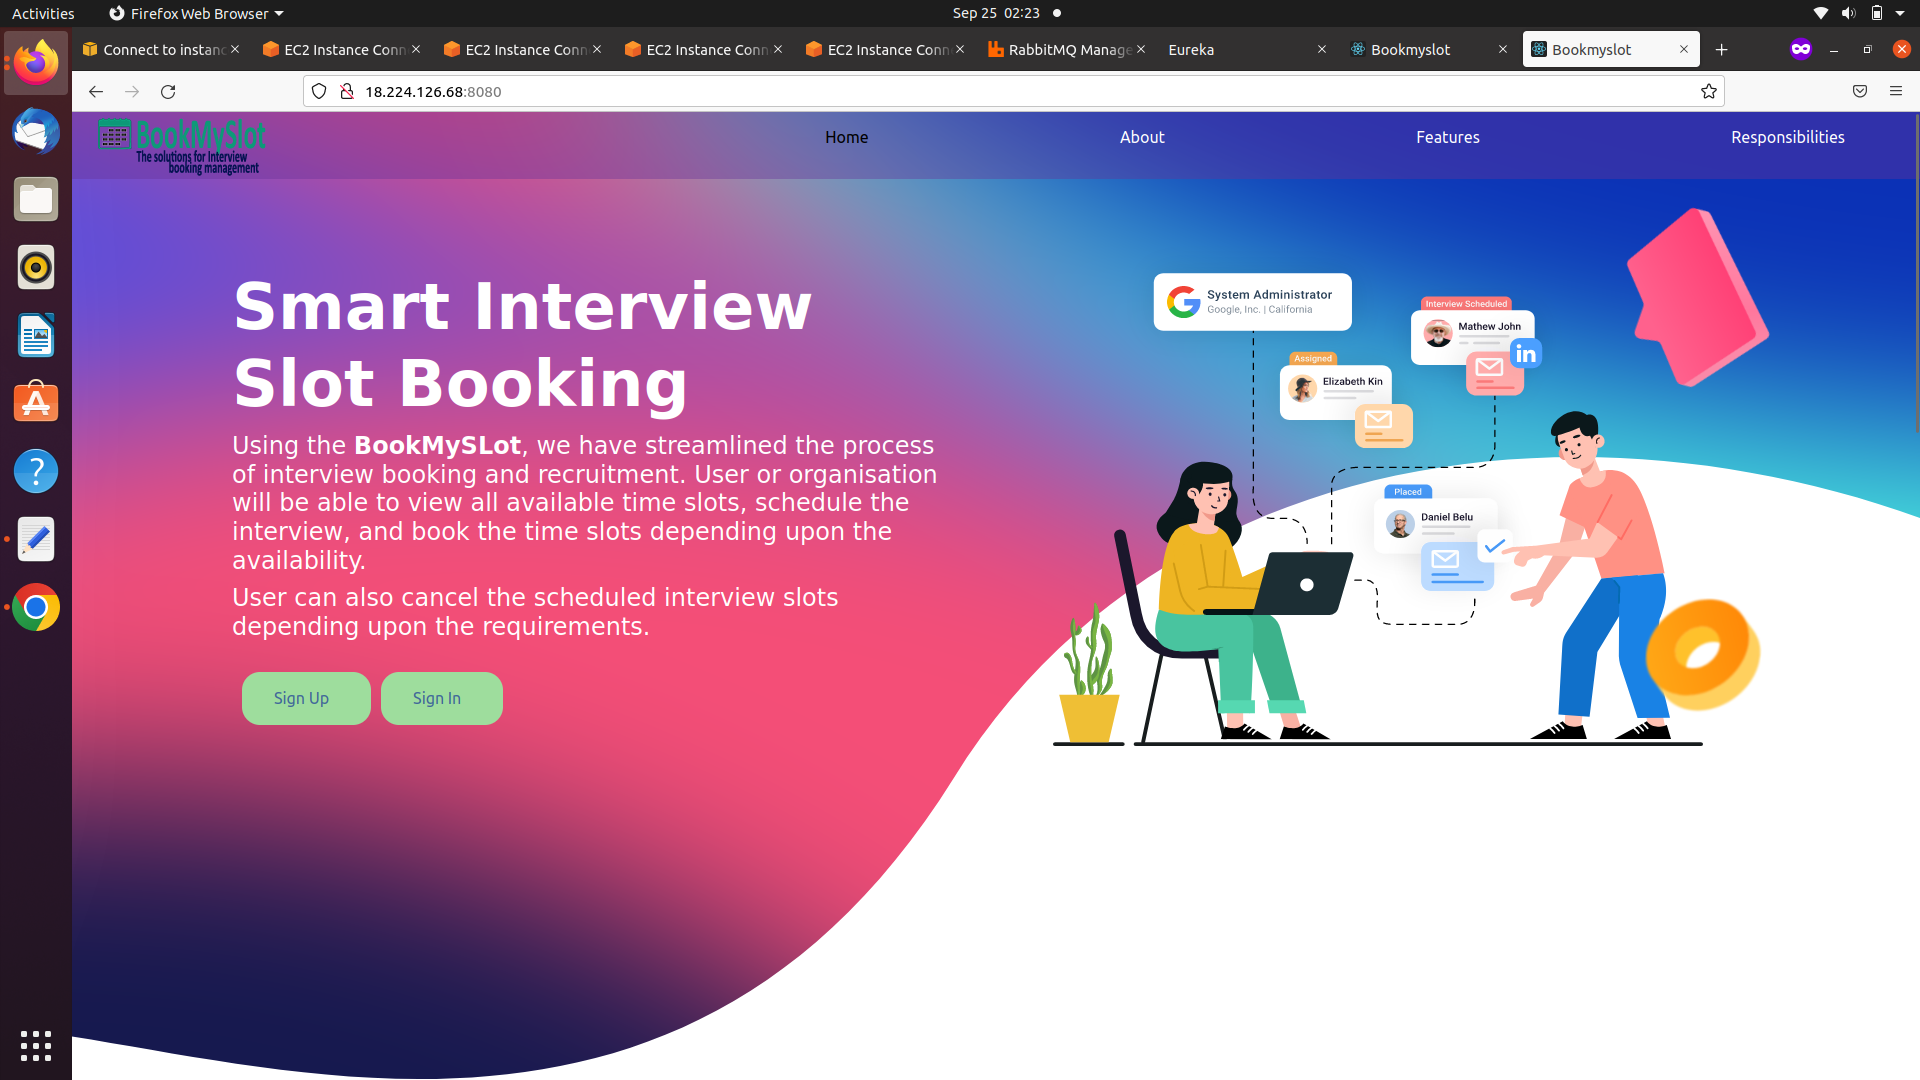 Activities
Firefox Web Browser
Sep 25 02:23
Connect to instanc
EC2 Instance Conn
EC2 Instance Conn
EC2 Instance Conn
EC2 Instance Conn
RabbitMQ Manage
Eureka
Bookmyslot
Bookmyslot
18.224.126.68:8080
BookMySlot
The solutions for Interview
booking management
Home
About
Features
Responsibilities
Smart Interview
Slot Booking
Using the BookMySLot, we have streamlined the process
of interview booking and recruitment. User or organisation
will be able to view all available time slots, schedule the
interview, and book the time slots depending upon the
availability.
User can also cancel the scheduled interview slots
depending upon the requirements.
Sign Up
Sign In
System Administrator
Google, Inc. | California
Interview Scheduled
Mathew John
in
Assigned
Elizabeth Kin
Placed
Daniel Belu